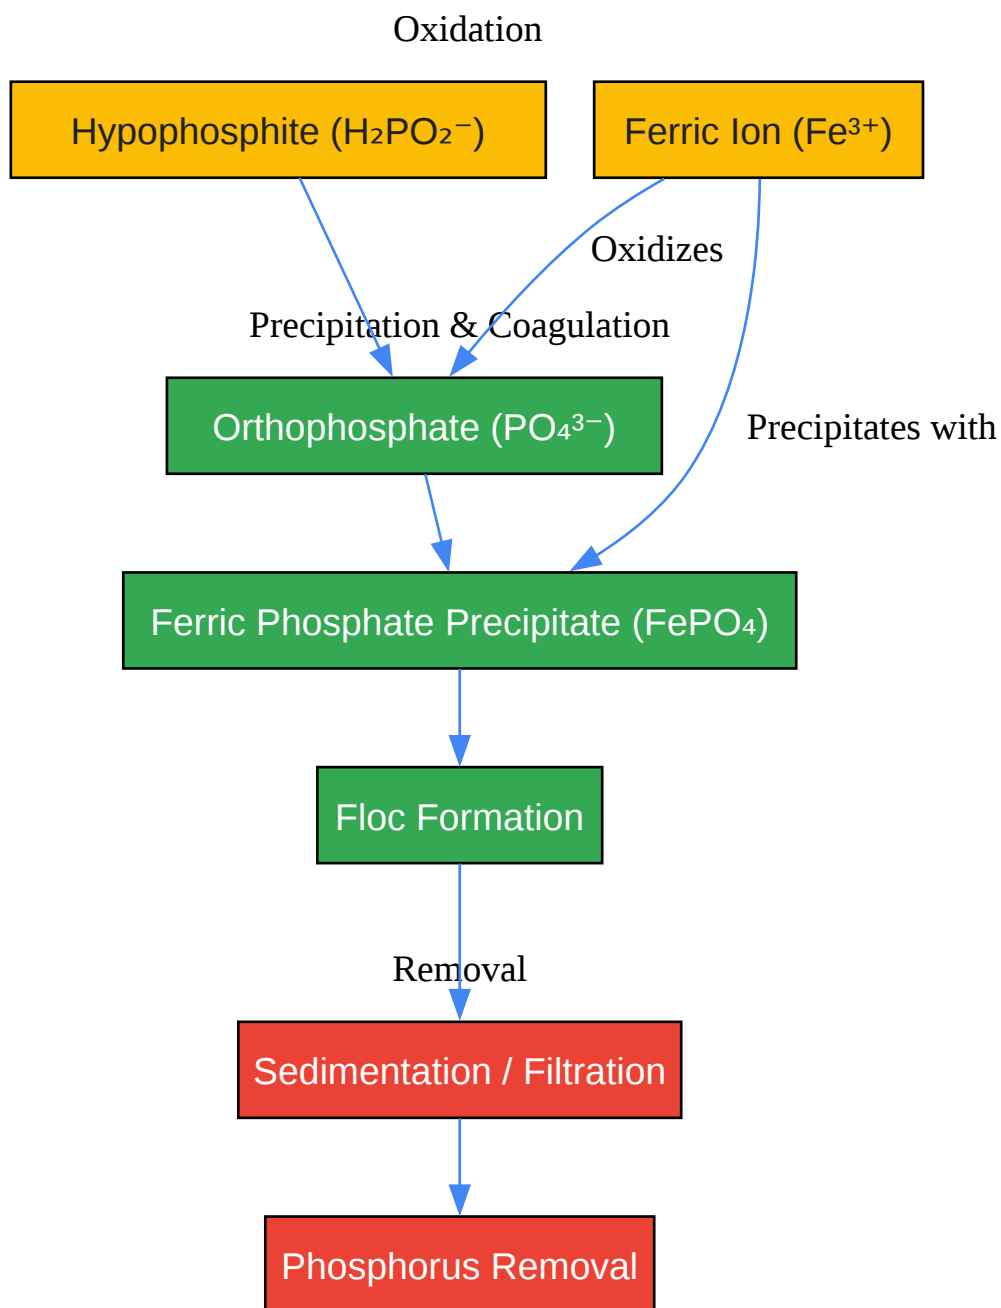 Oxidation
Hypophosphite (H₂PO₂⁻)
Ferric Ion (Fe³⁺)
Oxidizes
Precipitation & Coagulation
Orthophosphate (PO₄³⁻)
Precipitates with
Ferric Phosphate Precipitate (FePO₄)
Floc Formation
Removal
Sedimentation / Filtration
Phosphorus Removal